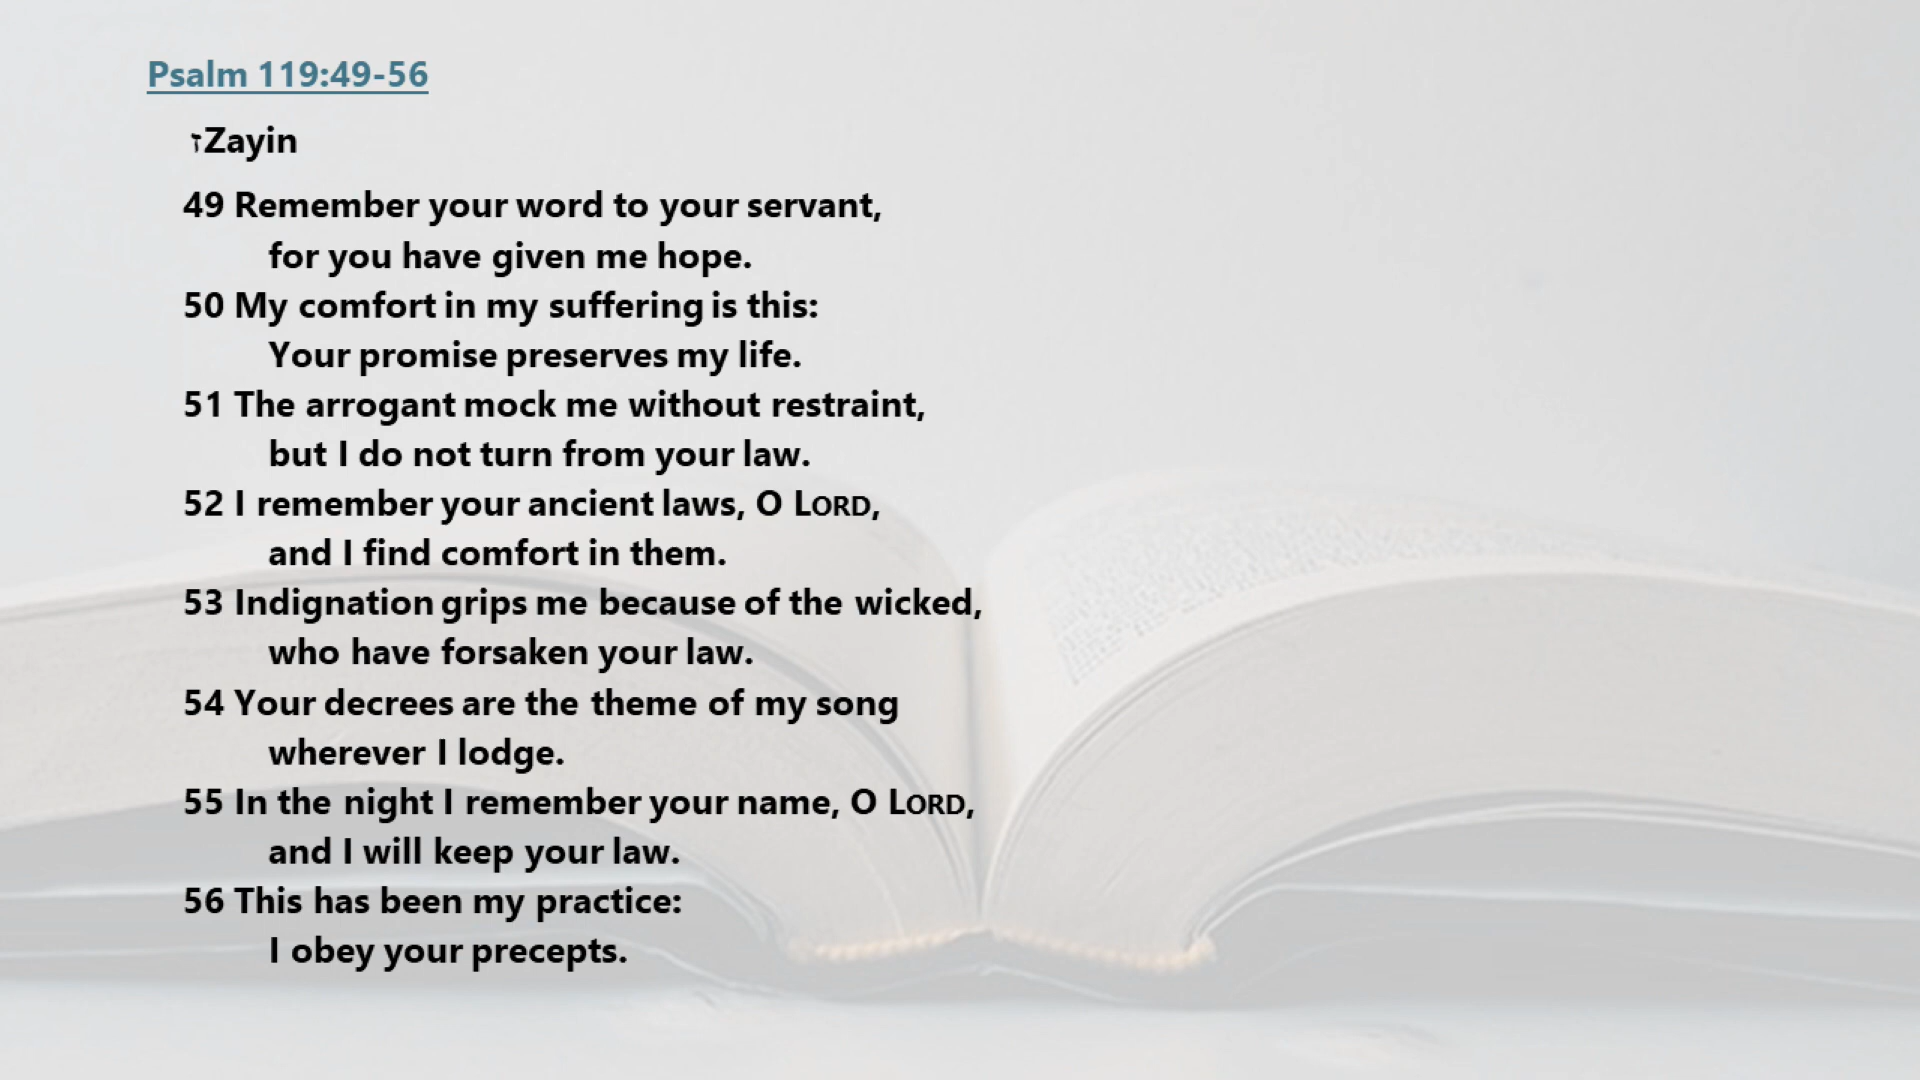 Psalm 119:49-56
ז Zayin
49 Remember your word to your servant,
for you have given me hope.
50 My comfort in my suffering is this:
Your promise preserves my life.
51 The arrogant mock me without restraint,
but I do not turn from your law.
52 I remember your ancient laws, O LORD,
and I find comfort in them.
53 Indignation grips me because of the wicked,
who have forsaken your law.
54 Your decrees are the theme of my song
wherever I lodge.
55 In the night I remember your name, O LORD,
and I will keep your law.
56 This has been my practice:
I obey your precepts.